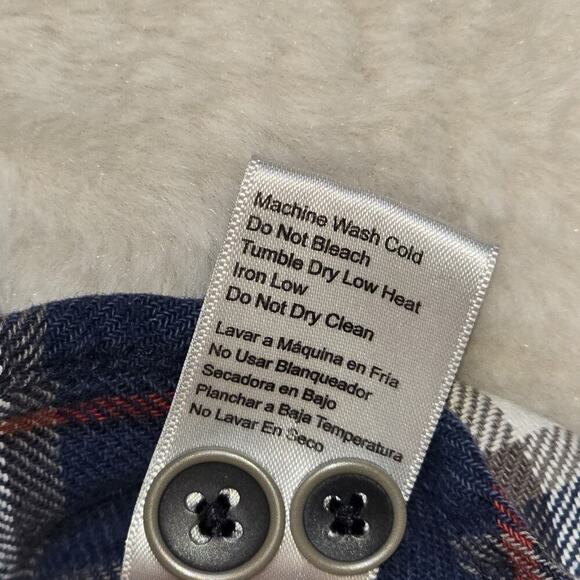 Machine Wash Cold
Do Not Bleach
Tumble Dry Low Heat
Iron Low
Do Not Dry Clean
Lavar a Máquina en Fría
No Usar Blanqueador
Secadora en Bajo
Planchar a Baja Temperatura
No Lavar En Seco